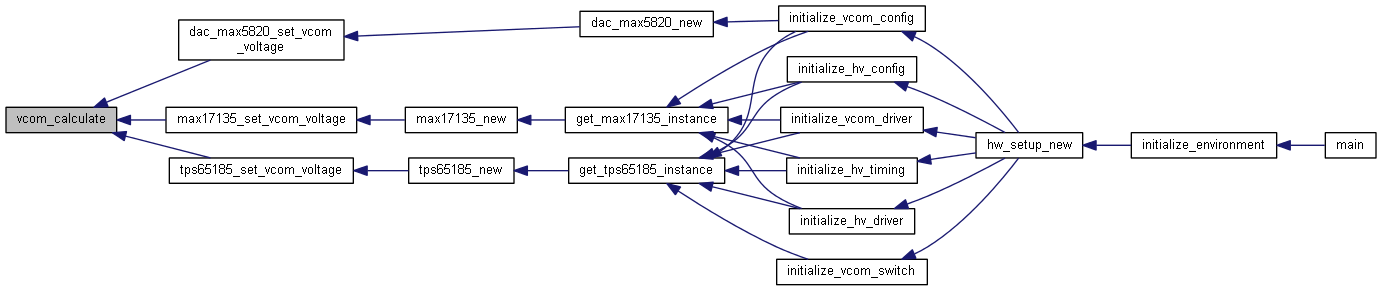 vcom_calculate
dac_max5820_set_vcom
_voltage
max17135_set_vcom_voltage
tps65185_set_vcom_voltage
max17135_new
tps65185_new
dac_max5820_new
get_max17135_instance
get_tps65185_instance
initialize_vcom_config
initialize_hv_config
initialize_vcom_driver
initialize_hv_timing
initialize_hv_driver
initialize_vcom_switch
hw_setup_new
initialize_environment
main